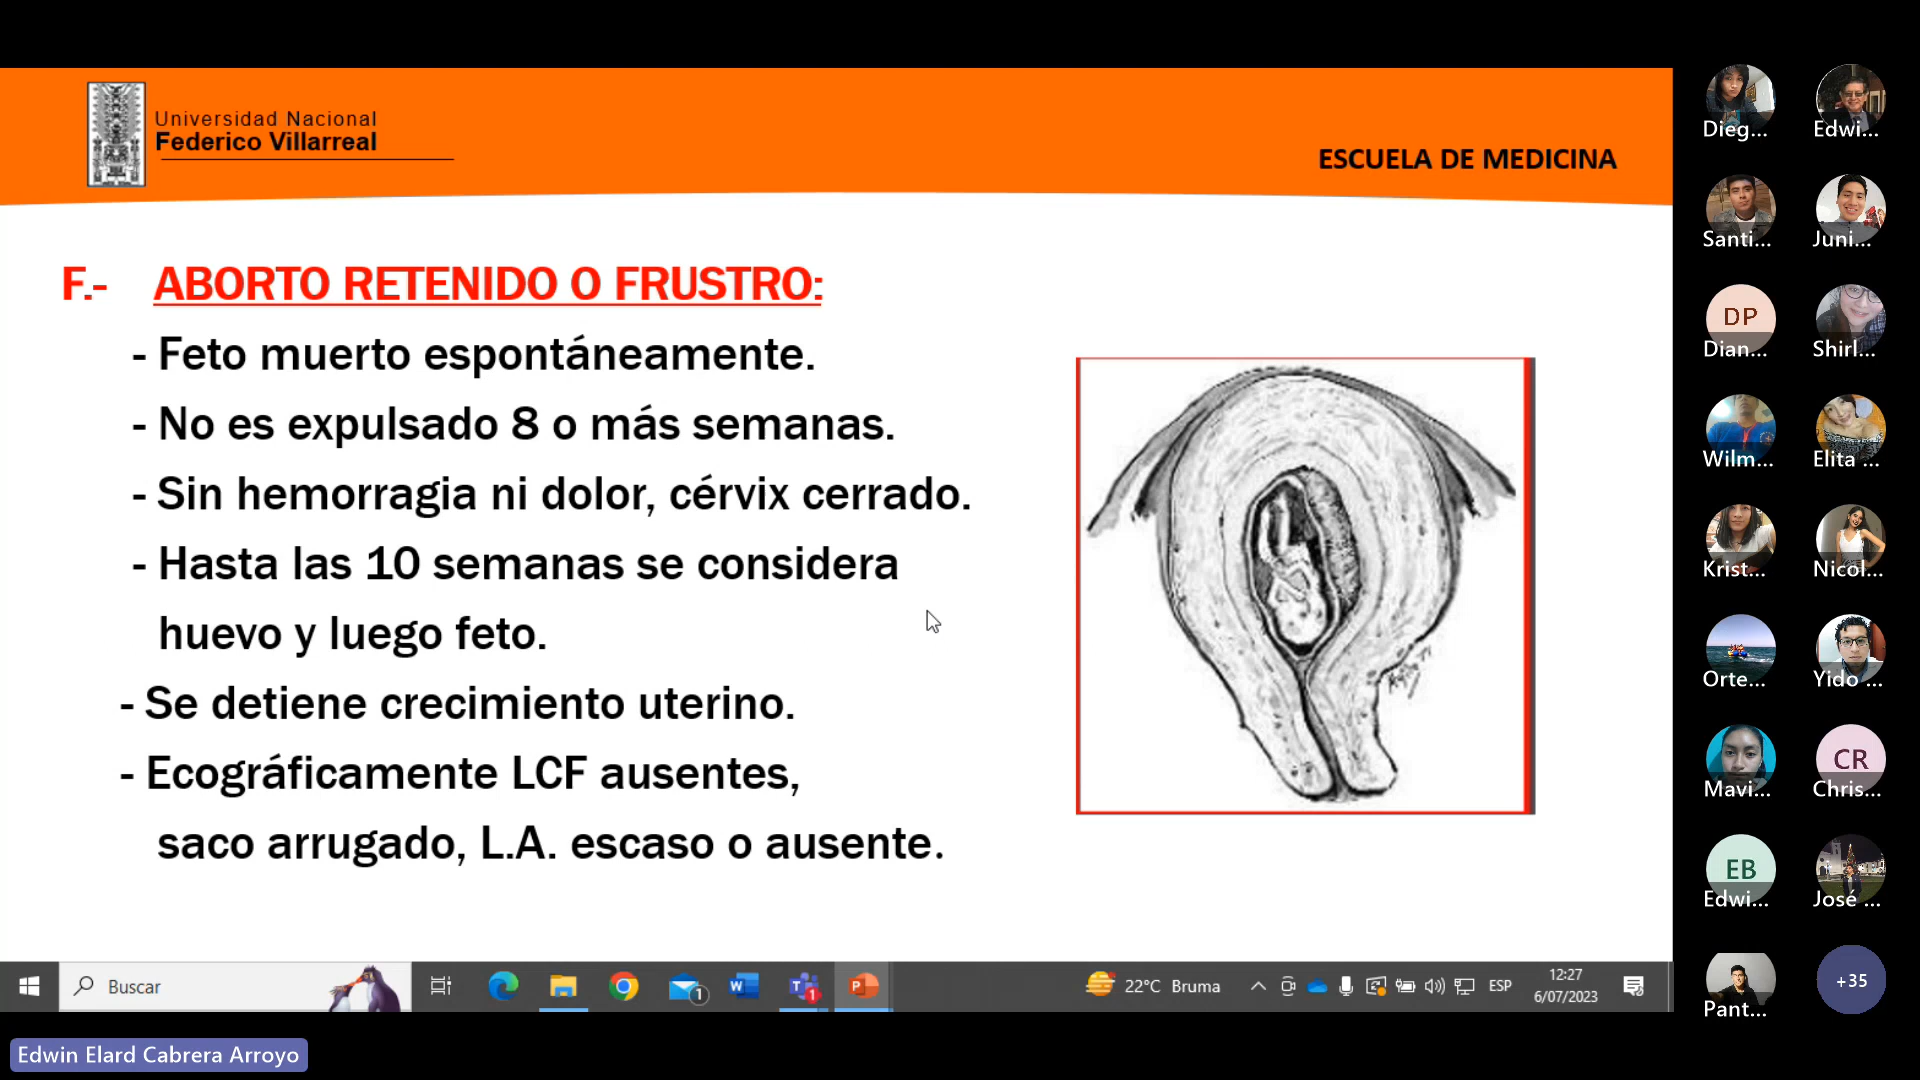 Universidad Nacional
Federico Villarreal
ESCUELA DE MEDICINA
F.- ABORTO RETENIDO O FRUSTRO:
- Feto muerto espontáneamente.
- No es expulsado 8 o más semanas.
- Sin hemorragia ni dolor, cérvix cerrado.
- Hasta las 10 semanas se considera
huevo y luego feto.
- Se detiene crecimiento uterino.
- Ecográficamente LCF ausentes,
saco arrugado, L.A. escaso o ausente.
Dieg...
Edwi...
Santi...
Juni...
DP
Dian...
Shirl...
Wilm...
Elita ...
Krist...
Nicol...
Orte...
Yido ...
Mavi...
CR
Chris...
EB
Edwi...
José ...
Pant...
+35
Buscar
1
1
22°C Bruma
ESP
12:27
6/07/2023
Edwin Elard Cabrera Arroyo